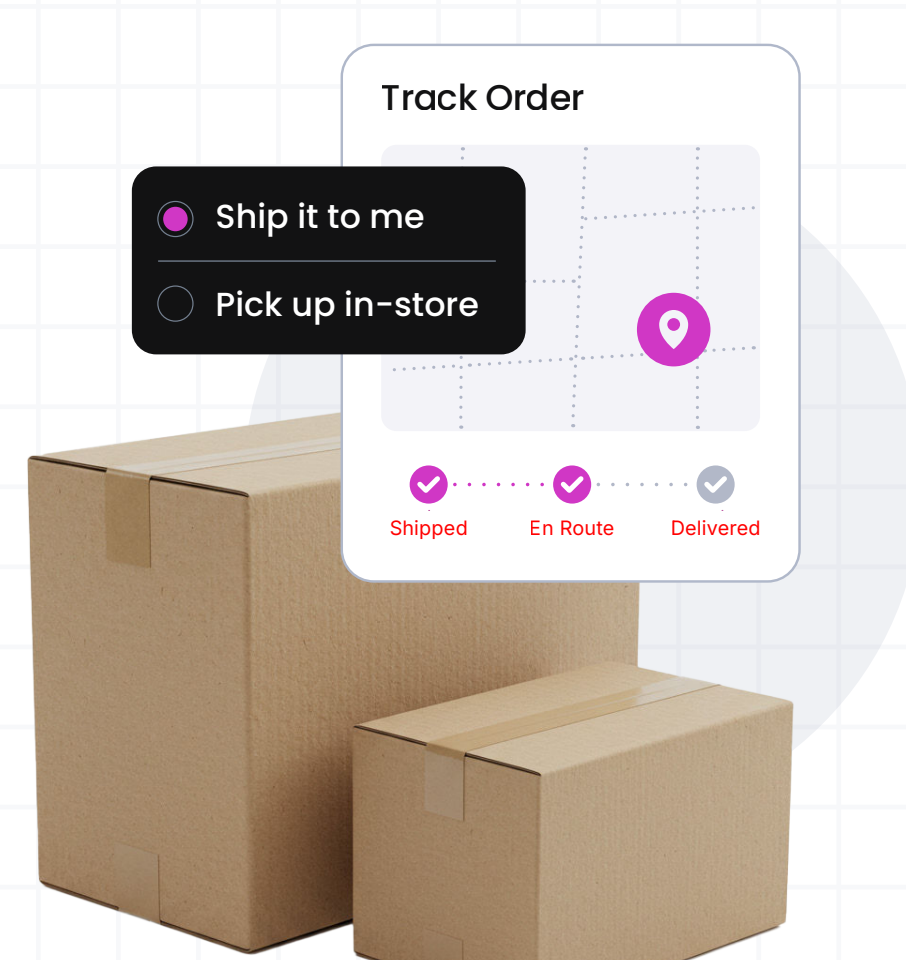 Track Order
Ship it to me
Pick up in-store
Shipped
En Route
Delivered